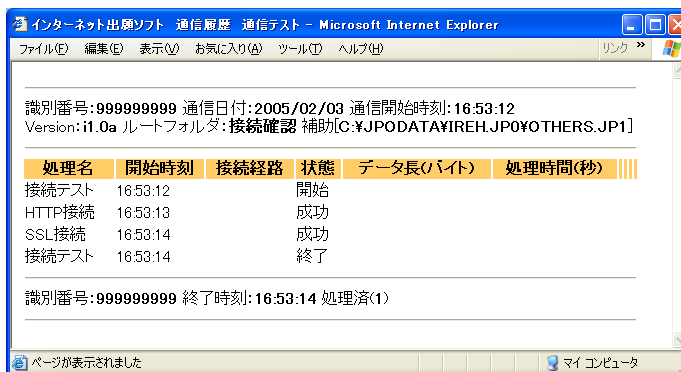 インターネット出願ソフト 通信履歴 通信テスト - Microsoft Internet Explorer
ファイル(F) 編集(E) 表示(V) お気に入り(A) ツール(T) ヘルプ(H) リンク »
識別番号:999999999 通信日付:2005/02/03 通信開始時刻:16:53:12
Version:i1.0a ルートフォルダ:接続確認 補助[C:¥JPODATA¥IREH.JP0¥OTHERS.JP1]
処理名 開始時刻 接続経路 状態 データ長(バイト) 処理時間(秒)
接続テスト 16:53:12 開始
HTTP接続 16:53:13 成功
SSL接続 16:53:14 成功
接続テスト 16:53:14 終了
識別番号:999999999 終了時刻:16:53:14 処理済(1)
ページが表示されました マイ コンピュータ